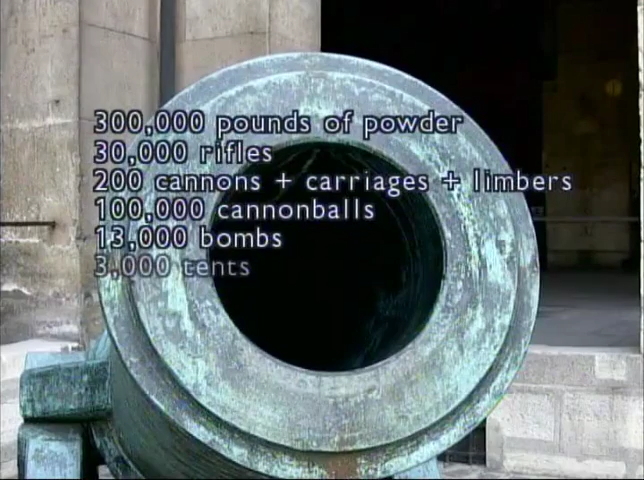 300,000 pounds of powder
30,000 rifles
200 cannons + carriages + limbers
100,000 cannonballs
13,000 bombs
3,000 tents